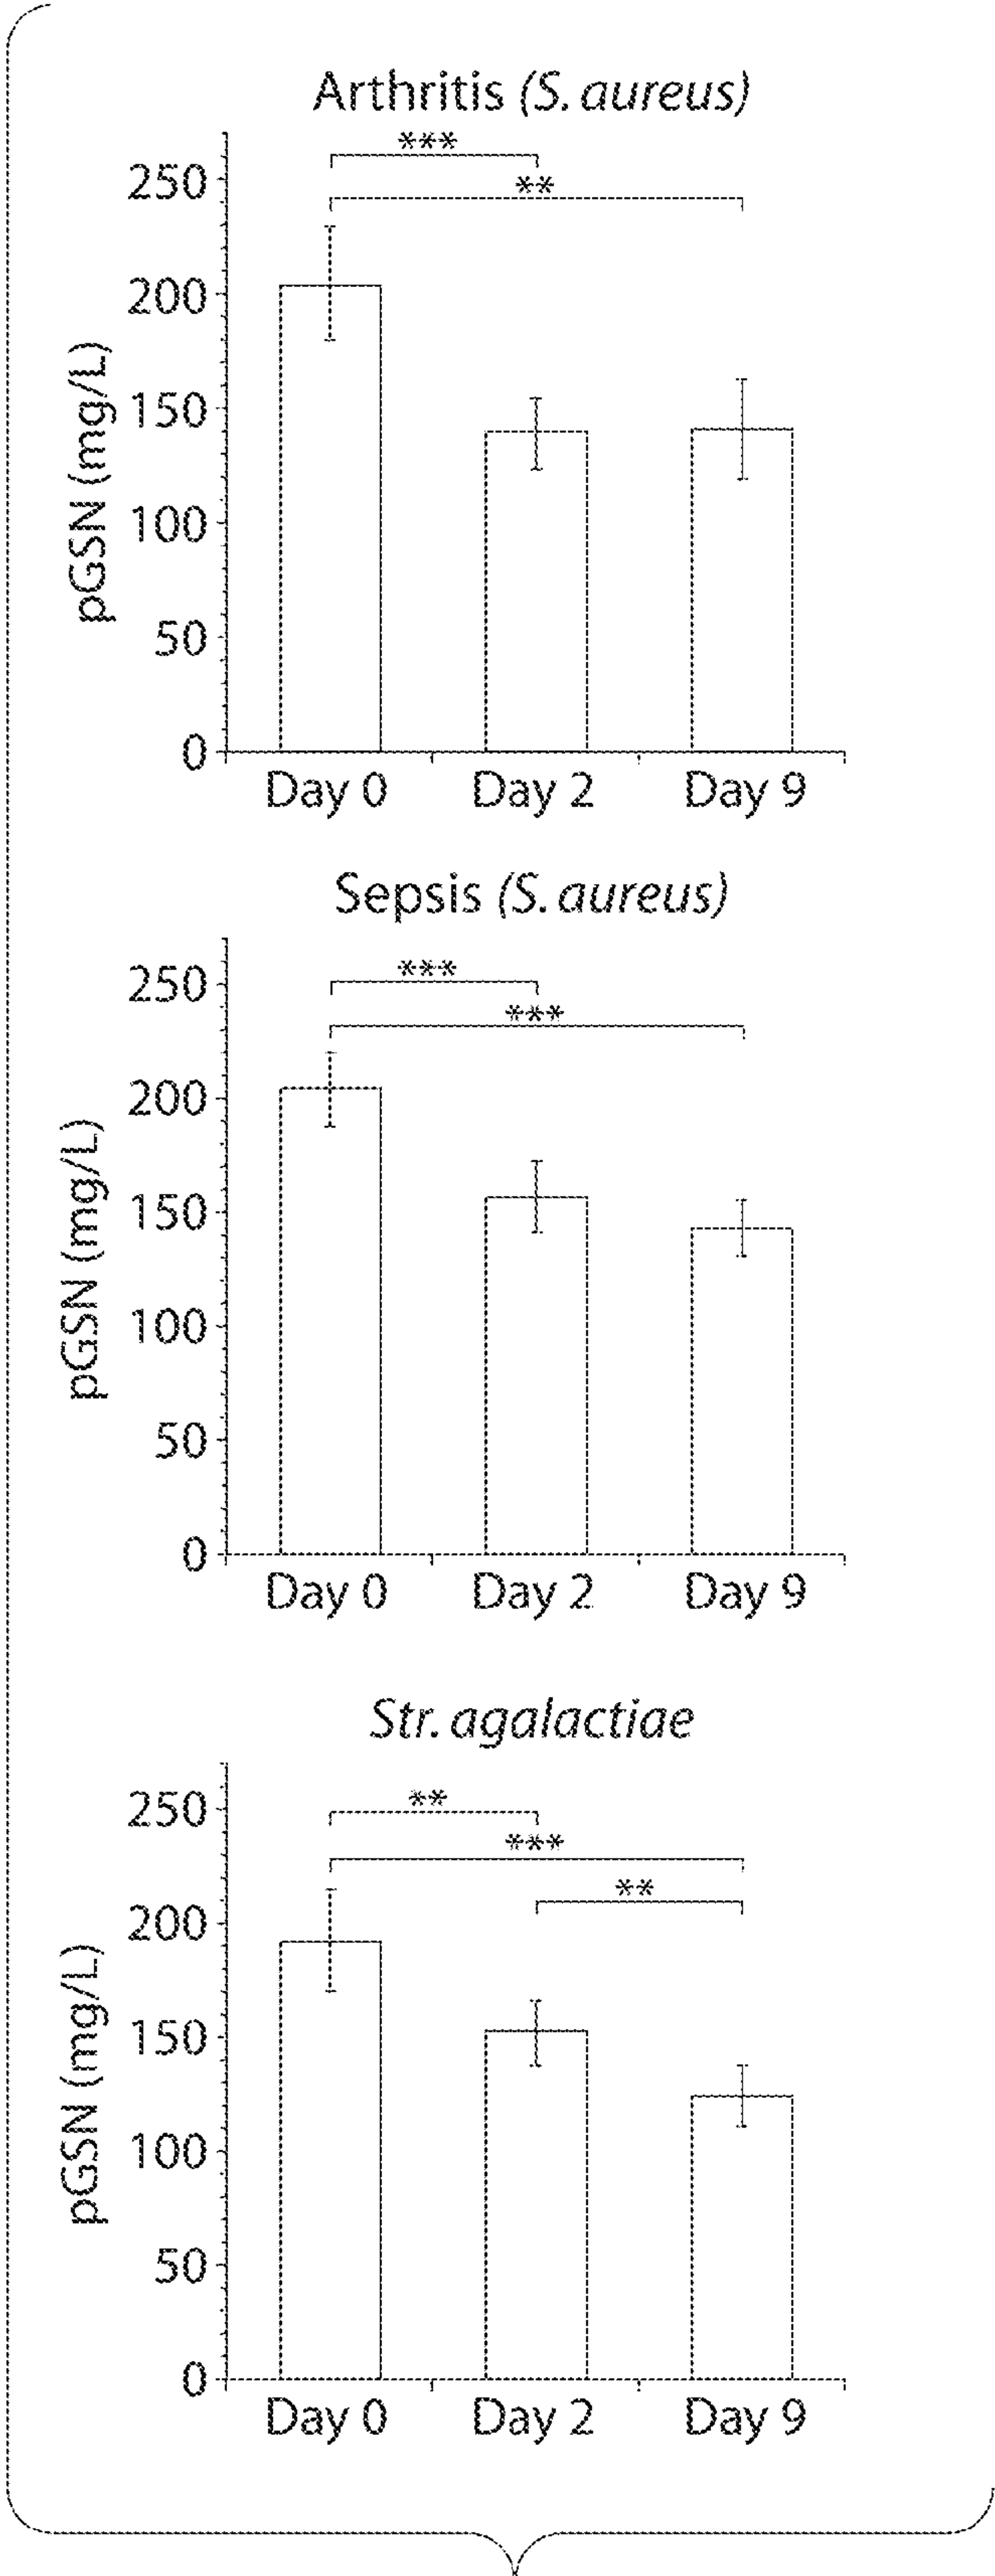 Arthritis (S. aureus)
***
**
250
200
150
100
50
0
pGSN (mg/L)
Day 0 Day 2 Day 9
Sepsis (S. aureus)
***
***
250
200
150
100
50
0
pGSN (mg/L)
Day 0 Day 2 Day 9
Str. agalactiae
**
***
**
250
200
150
100
50
0
pGSN (mg/L)
Day 0 Day 2 Day 9